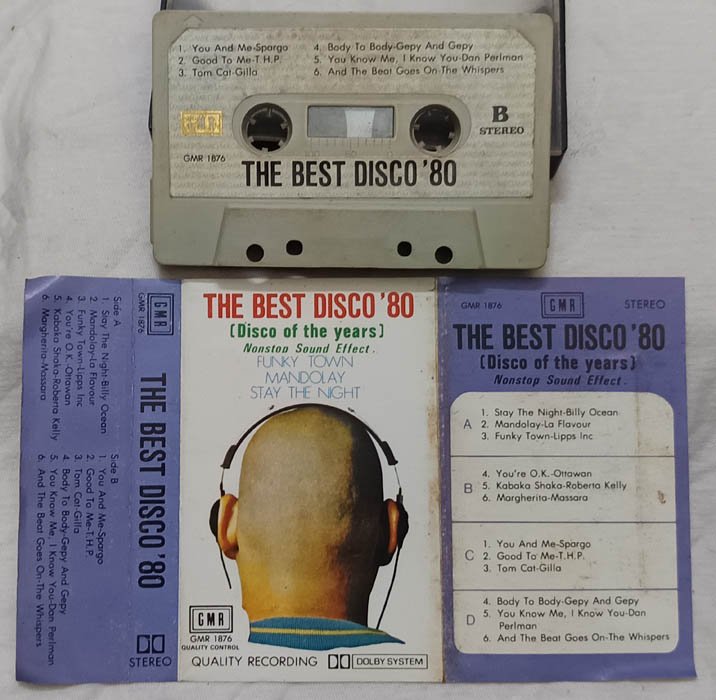 1. You And Me-Spargo
2. Good To Me-T.H.P.
3. Tom Cat-Gilla
4. Body To Body-Gepy And Gepy
5. You Know Me, I Know You-Dan Perlman
6. And The Beat Goes On-The Whispers
GMR
B
STEREO
GMR 1876
THE BEST DISCO '80
GMR
GMR 1876
THE BEST DISCO '80
Side A
1. Stay The Night-Billy Ocean
2. Mandolay-La Flavour
3. Funky Town-Lipps Inc
4. You're O.K.-Ottawan
5. Kabaka Shaka-Roberta Kelly
6. Margherita-Massara
Side B
1. You And Me-Spargo
2. Good To Me-T.H.P.
3. Tom Cat-Gilla
4. Body To Body-Gepy And Gepy
5. You Know Me, I Know You-Dan Perlman
6. And The Beat Goes On-The Whispers
STEREO
THE BEST DISCO '80
(Disco of the years)
Nonstop Sound Effect.
FUNKY TOWN
MANDOLAY
STAY THE NIGHT
GMR
GMR 1876
QUALITY CONTROL
QUALITY RECORDING DOLBY SYSTEM
GMR 1876 GMR STEREO
THE BEST DISCO '80
(Disco of the years)
Nonstop Sound Effect.
A
1. Stay The Night-Billy Ocean
2. Mandolay-La Flavour
3. Funky Town-Lipps Inc
B
4. You're O.K.-Ottawan
5. Kabaka Shaka-Roberta Kelly
6. Margherita-Massara
C
1. You And Me-Spargo
2. Good To Me-T.H.P.
3. Tom Cat-Gilla
D
4. Body To Body-Gepy And Gepy
5. You Know Me, I Know You-Dan
Perlman
6. And The Beat Goes On-The Whispers